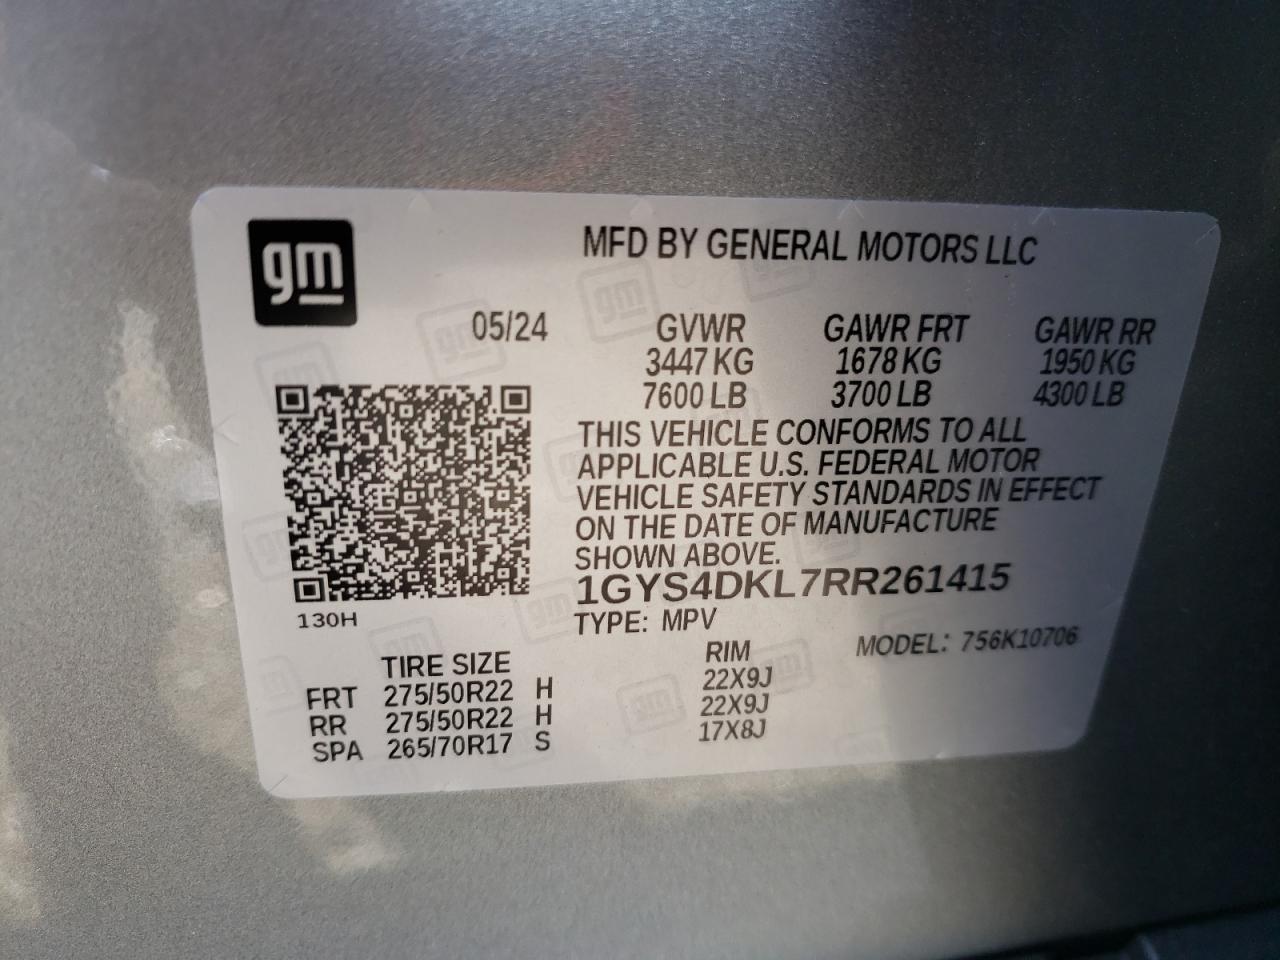 gm
MFD BY GENERAL MOTORS LLC
05/24 GVWR GAWR FRT GAWR RR
3447 KG 1678 KG 1950 KG
7600 LB 3700 LB 4300 LB
THIS VEHICLE CONFORMS TO ALL
APPLICABLE U.S. FEDERAL MOTOR
VEHICLE SAFETY STANDARDS IN EFFECT
ON THE DATE OF MANUFACTURE
SHOWN ABOVE.
1GYS4DKL7RR261415
130H
TYPE: MPV MODEL: 756K10706
TIRE SIZE RIM
FRT 275/50R22 H 22X9J
RR 275/50R22 H 22X9J
SPA 265/70R17 S 17X8J